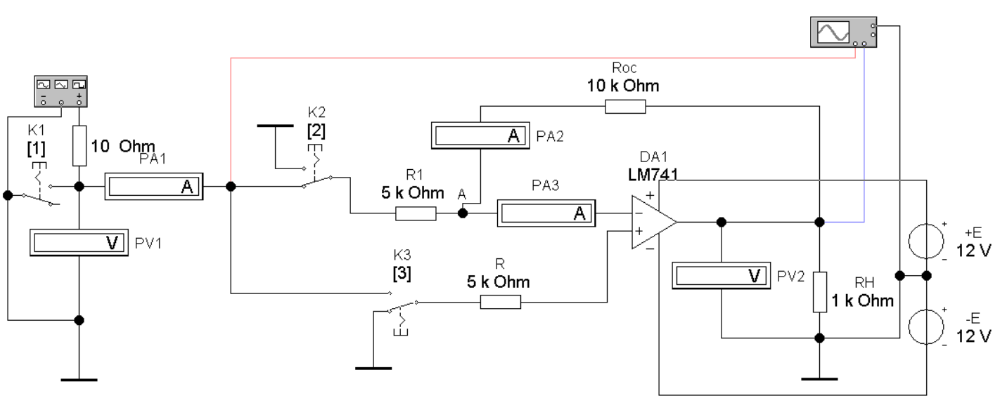 Roc
10 k Ohm
K2
[2]
A
PA2
K1
[1]
10 Ohm
PA1
A
DA1
LM741
R1
5 k Ohm
A
PA3
A
+
−
+
−
V
PV1
+
+E
12 V
-
K3
[3]
R
5 k Ohm
V
PV2
RH
1 k Ohm
+
-E
12 V
-
−
+